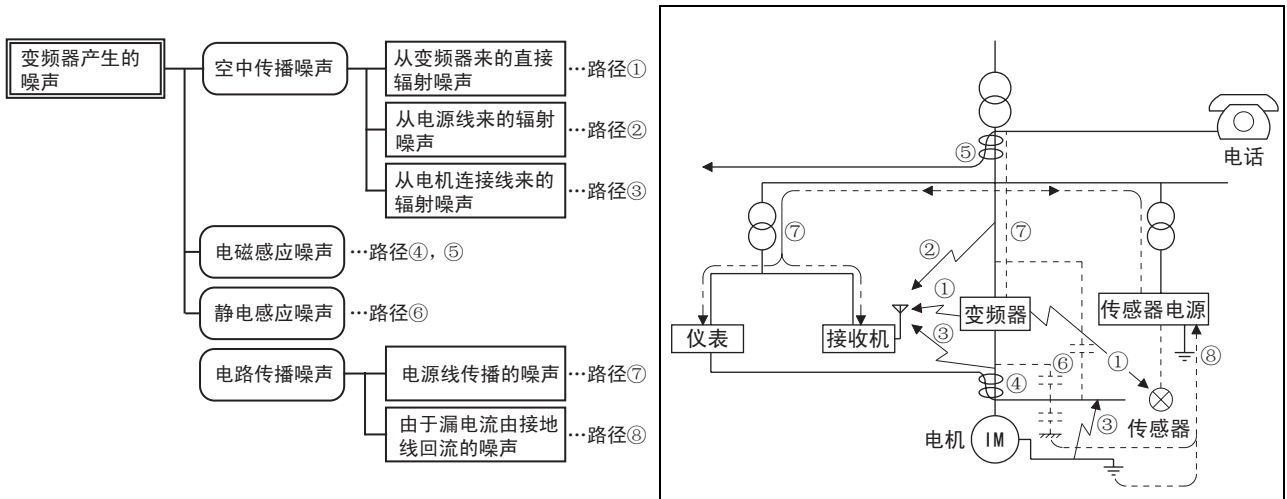 变频器产生的
噪声
空中传播噪声
从变频器来的直接
辐射噪声
…路径①
从电源线来的辐射
噪声
…路径②
从电机连接线来的
辐射噪声
…路径③
电磁感应噪声
…路径④，⑤
静电感应噪声
…路径⑥
电路传播噪声
电源线传播的噪声
…路径⑦
由于漏电流由接地
线回流的噪声
…路径⑧
电话
⑤
⑦
⑦
②
①
变频器
传感器电源
仪表
接收机
③
⑥
①
⑧
④
传感器
③
电机
IM